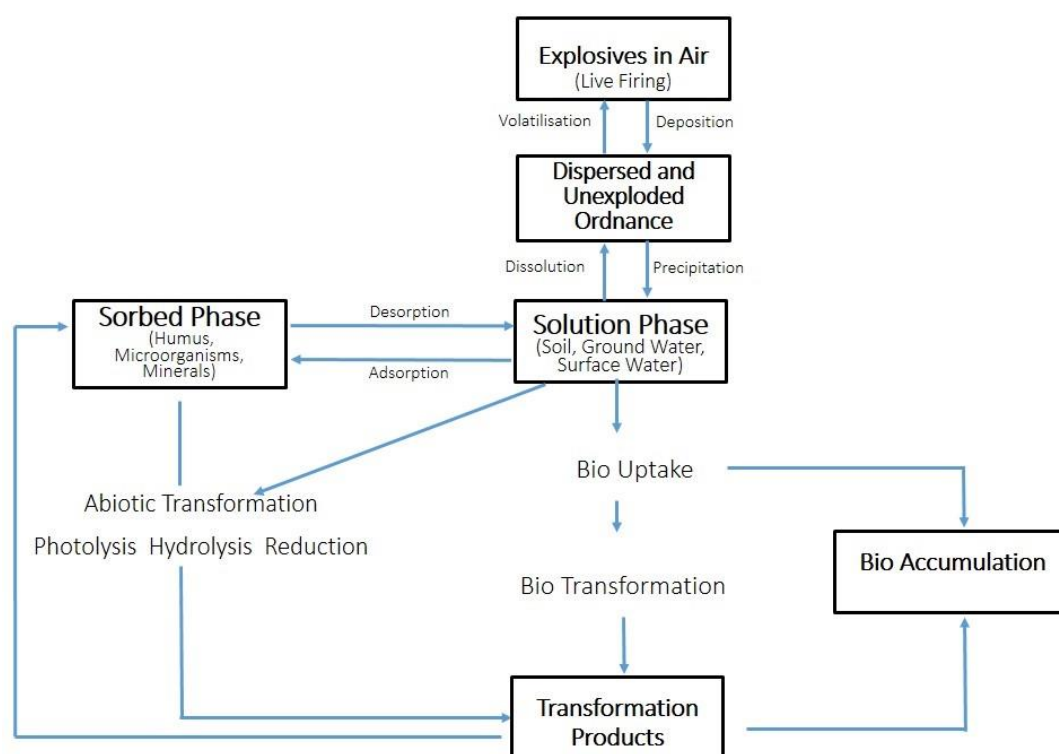 Explosives in Air
(Live Firing)
Volatilisation
Deposition
Dispersed and
Unexploded
Ordnance
Dissolution
Precipitation
Sorbed Phase
(Humus,
Microorganisms,
Minerals)
Desorption
Adsorption
Solution Phase
(Soil, Ground Water,
Surface Water)
Bio Uptake
Abiotic Transformation
Photolysis Hydrolysis Reduction
Bio Accumulation
Bio Transformation
Transformation
Products